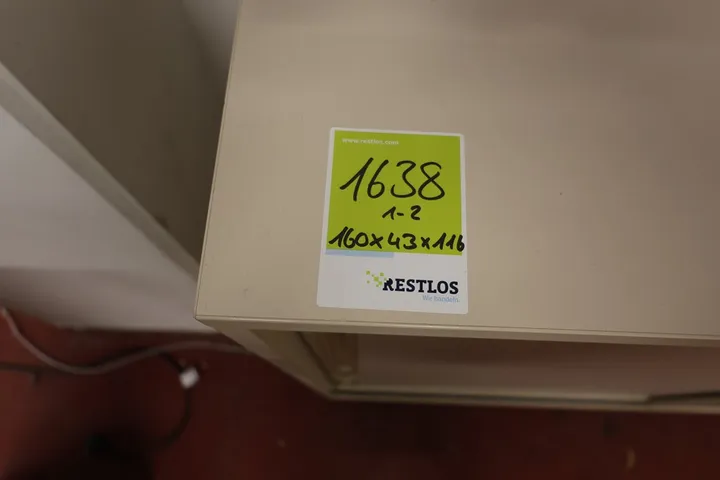 www.restlos.com
1638
1-2
160x43x116
RESTLOS
Wir handeln.